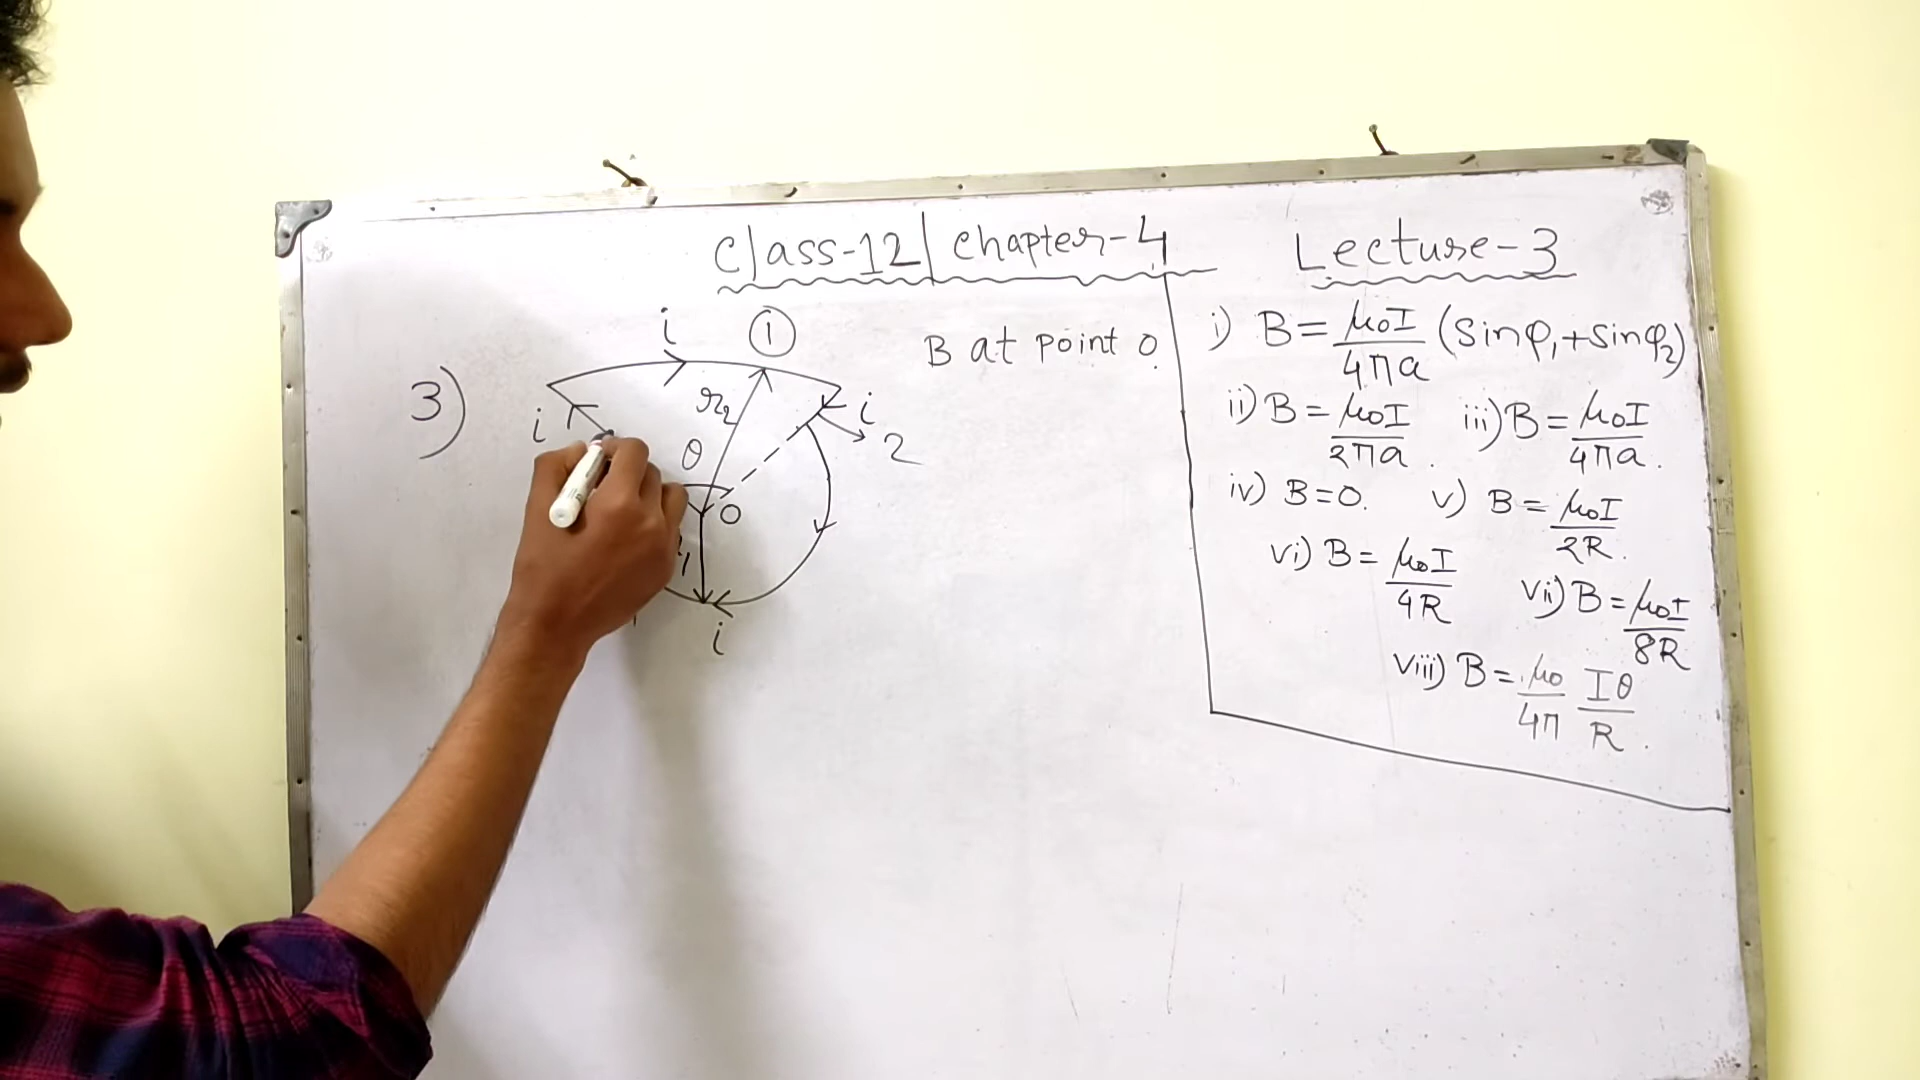 Class-12 | Chapter-4
Lecture-3
3)
i
1
r₂
i
i
2
θ
O
i
B at point O.
i) B = μ₀I/4πa (Sinφ₁+Sinφ₂)
ii) B = μ₀I/2πa.
iii) B = μ₀I/4πa.
iv) B=0.
v) B = μ₀I/2R.
vi) B = μ₀I/4R
vii) B = μ₀I/8R
viii) B = μ₀/4π Iθ/R.